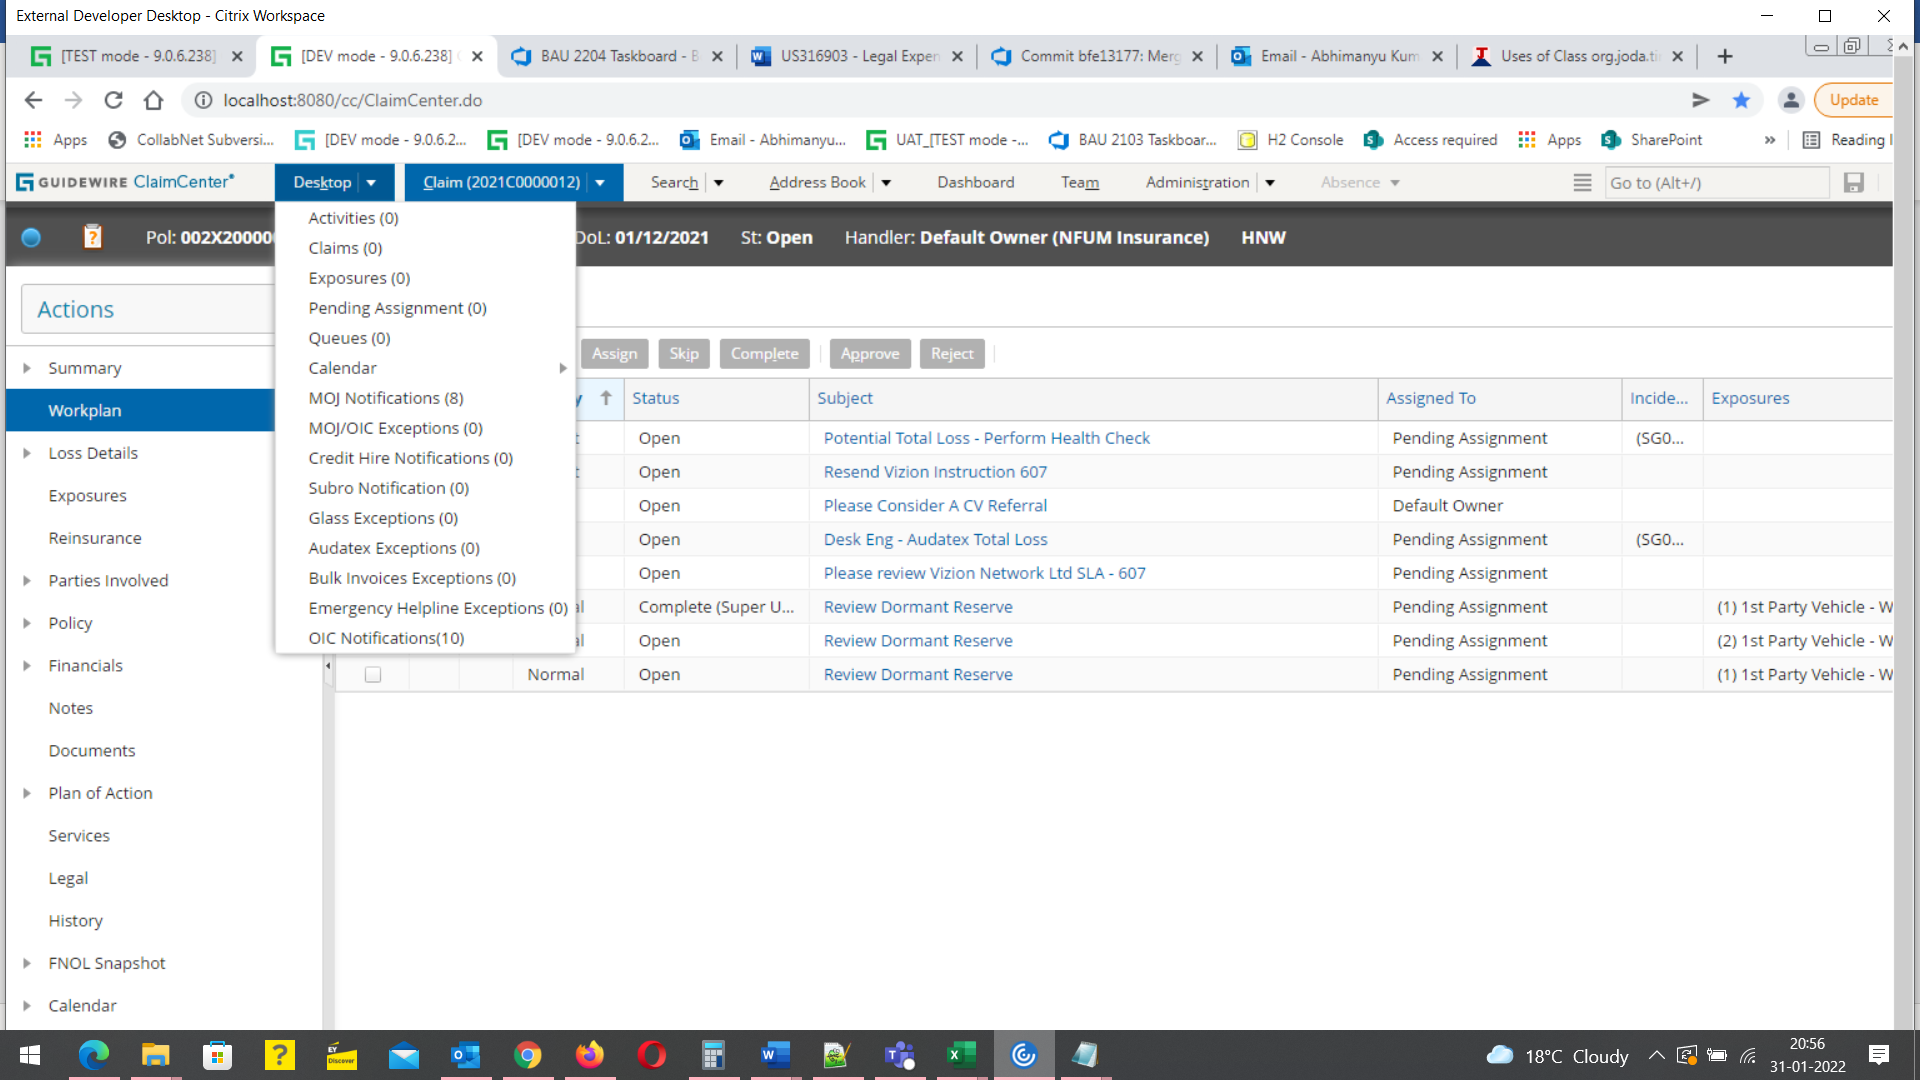 External Developer Desktop - Citrix Workspace
[TEST mode - 9.0.6.238]
[DEV mode - 9.0.6.238]
BAU 2204 Taskboard - B
US316903 - Legal Expen
Commit bfe13177: Merg
Email - Abhimanyu Kum
Uses of Class org.joda.ti
localhost:8080/cc/ClaimCenter.do
Update
Apps
CollabNet Subversi...
[DEV mode - 9.0.6.2...
[DEV mode - 9.0.6.2...
Email - Abhimanyu...
UAT_[TEST mode -...
BAU 2103 Taskboar...
H2 Console
Access required
Apps
SharePoint
»
Reading l
GUIDEWIRE ClaimCenter
Desktop
Claim (2021C0000012)
Search
Address Book
Dashboard
Team
Administration
Absence
Go to (Alt+/)
Pol: 002X20000
DoL: 01/12/2021
St: Open
Handler: Default Owner (NFUM Insurance)
HNW
Activities (0)
Claims (0)
Exposures (0)
Pending Assignment (0)
Queues (0)
Calendar
MOJ Notifications (8)
MOJ/OIC Exceptions (0)
Credit Hire Notifications (0)
Subro Notification (0)
Glass Exceptions (0)
Audatex Exceptions (0)
Bulk Invoices Exceptions (0)
Emergency Helpline Exceptions (0)
OIC Notifications(10)
Actions
Summary
Workplan
Loss Details
Exposures
Reinsurance
Parties Involved
Policy
Financials
Notes
Documents
Plan of Action
Services
Legal
History
FNOL Snapshot
Calendar
Assign
Skip
Complete
Approve
Reject
y Status Subject Assigned To Incide... Exposures
t Open Potential Total Loss - Perform Health Check Pending Assignment (SG0...
t Open Resend Vizion Instruction 607 Pending Assignment
Open Please Consider A CV Referral Default Owner
Open Desk Eng - Audatex Total Loss Pending Assignment (SG0...
Open Please review Vizion Network Ltd SLA - 607 Pending Assignment
al Complete (Super U... Review Dormant Reserve Pending Assignment (1) 1st Party Vehicle - W
al Open Review Dormant Reserve Pending Assignment (2) 1st Party Vehicle - W
Normal Open Review Dormant Reserve Pending Assignment (1) 1st Party Vehicle - W
EY
Discover
18°C Cloudy
20:56
31-01-2022